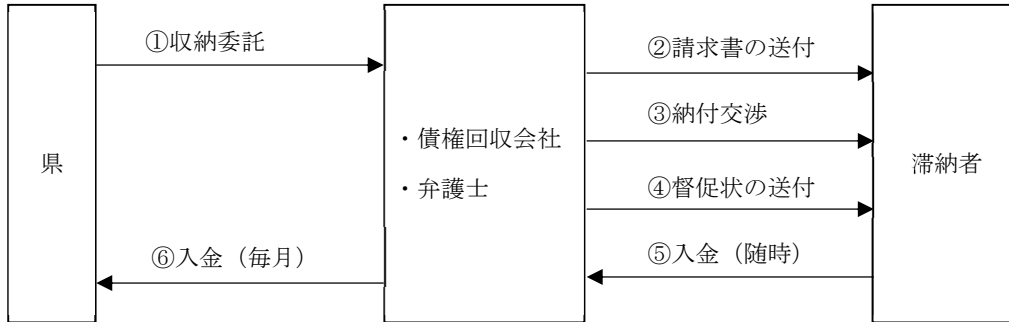 ①収納委託
②請求書の送付
③納付交渉
県
・債権回収会社
・弁護士
滞納者
④督促状の送付
⑥入金（毎月）
⑤入金（随時）